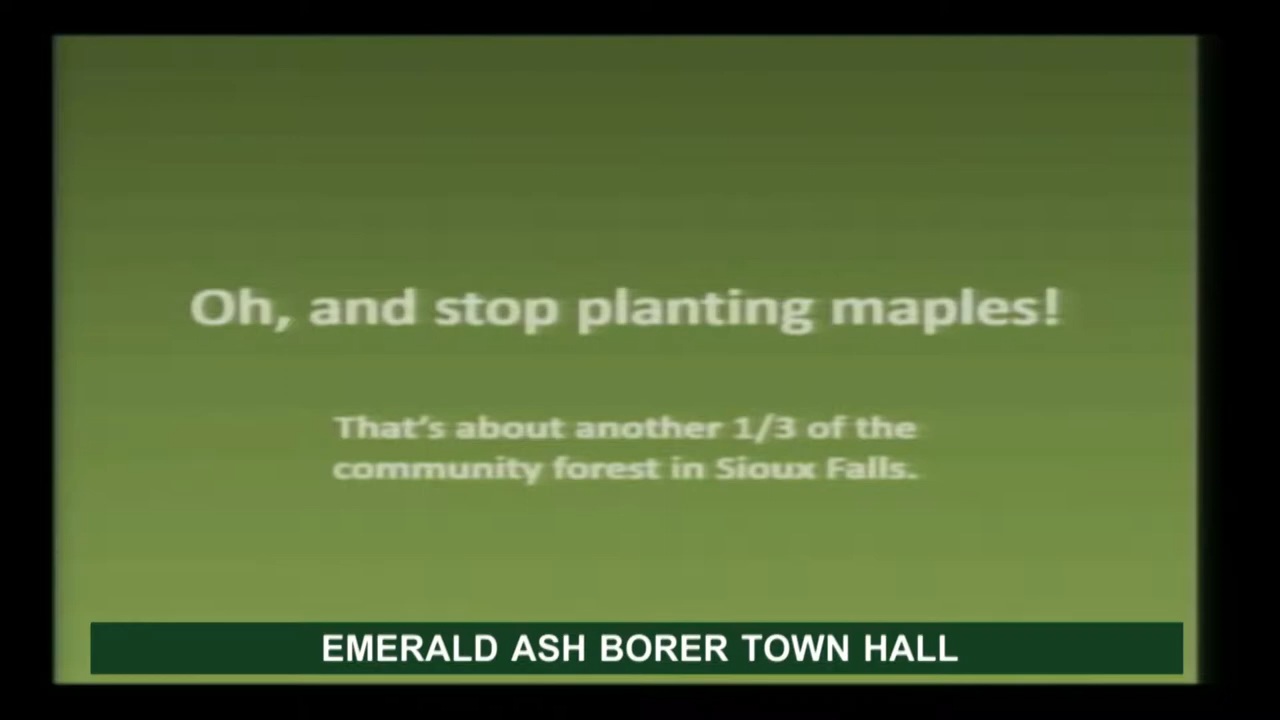 Oh, and stop planting maples!
That's about another 1/3 of the
community forest in Sioux Falls.
EMERALD ASH BORER TOWN HALL